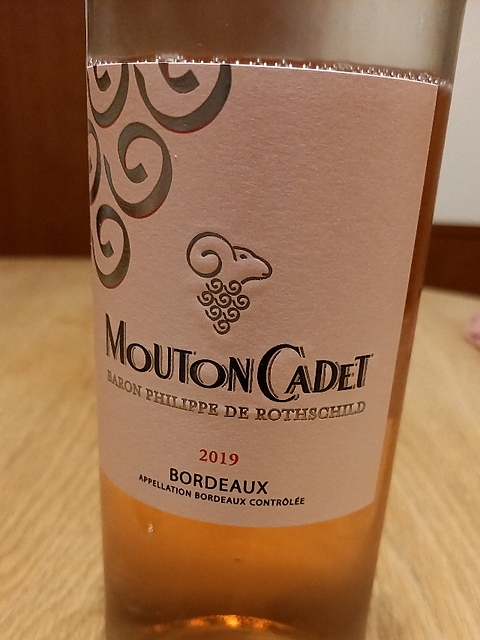 MOUTON CADET
BARON PHILIPPE DE ROTHSCHILD
2019
BORDEAUX
APPELLATION BORDEAUX CONTRÔLÉE